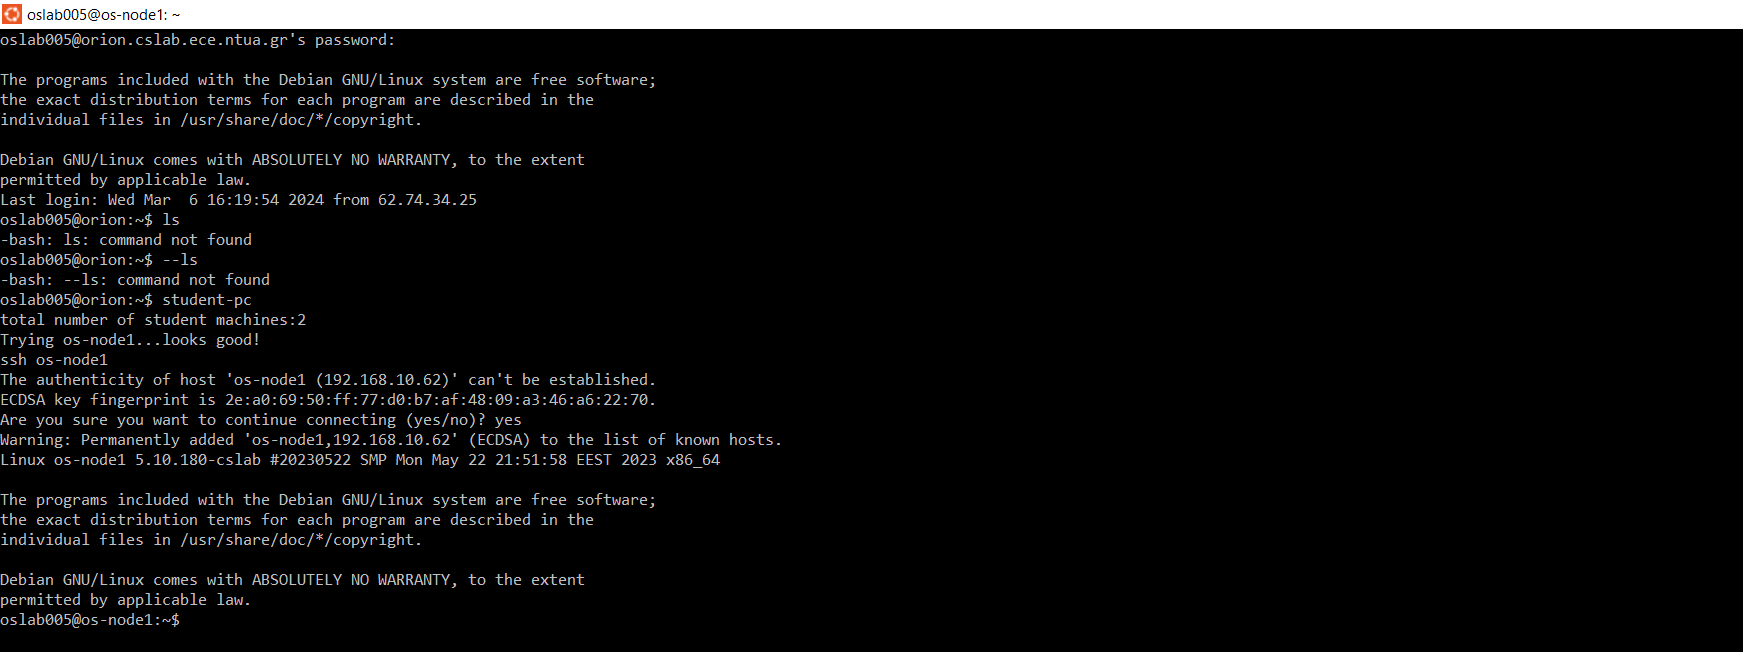 oslab005@os-node1: ~
oslab005@orion.cslab.ece.ntua.gr's password:
The programs included with the Debian GNU/Linux system are free software;
the exact distribution terms for each program are described in the
individual files in /usr/share/doc/*/copyright.
Debian GNU/Linux comes with ABSOLUTELY NO WARRANTY, to the extent
permitted by applicable law.
Last login: Wed Mar  6 16:19:54 2024 from 62.74.34.25
oslab005@orion:~$ ls
-bash: ls: command not found
oslab005@orion:~$ --ls
-bash: --ls: command not found
oslab005@orion:~$ student-pc
total number of student machines:2
Trying os-node1...looks good!
ssh os-node1
The authenticity of host 'os-node1 (192.168.10.62)' can't be established.
ECDSA key fingerprint is 2e:a0:69:50:ff:77:d0:b7:af:48:09:a3:46:a6:22:70.
Are you sure you want to continue connecting (yes/no)? yes
Warning: Permanently added 'os-node1,192.168.10.62' (ECDSA) to the list of known hosts.
Linux os-node1 5.10.180-cslab #20230522 SMP Mon May 22 21:51:58 EEST 2023 x86_64
The programs included with the Debian GNU/Linux system are free software;
the exact distribution terms for each program are described in the
individual files in /usr/share/doc/*/copyright.
Debian GNU/Linux comes with ABSOLUTELY NO WARRANTY, to the extent
permitted by applicable law.
oslab005@os-node1:~$